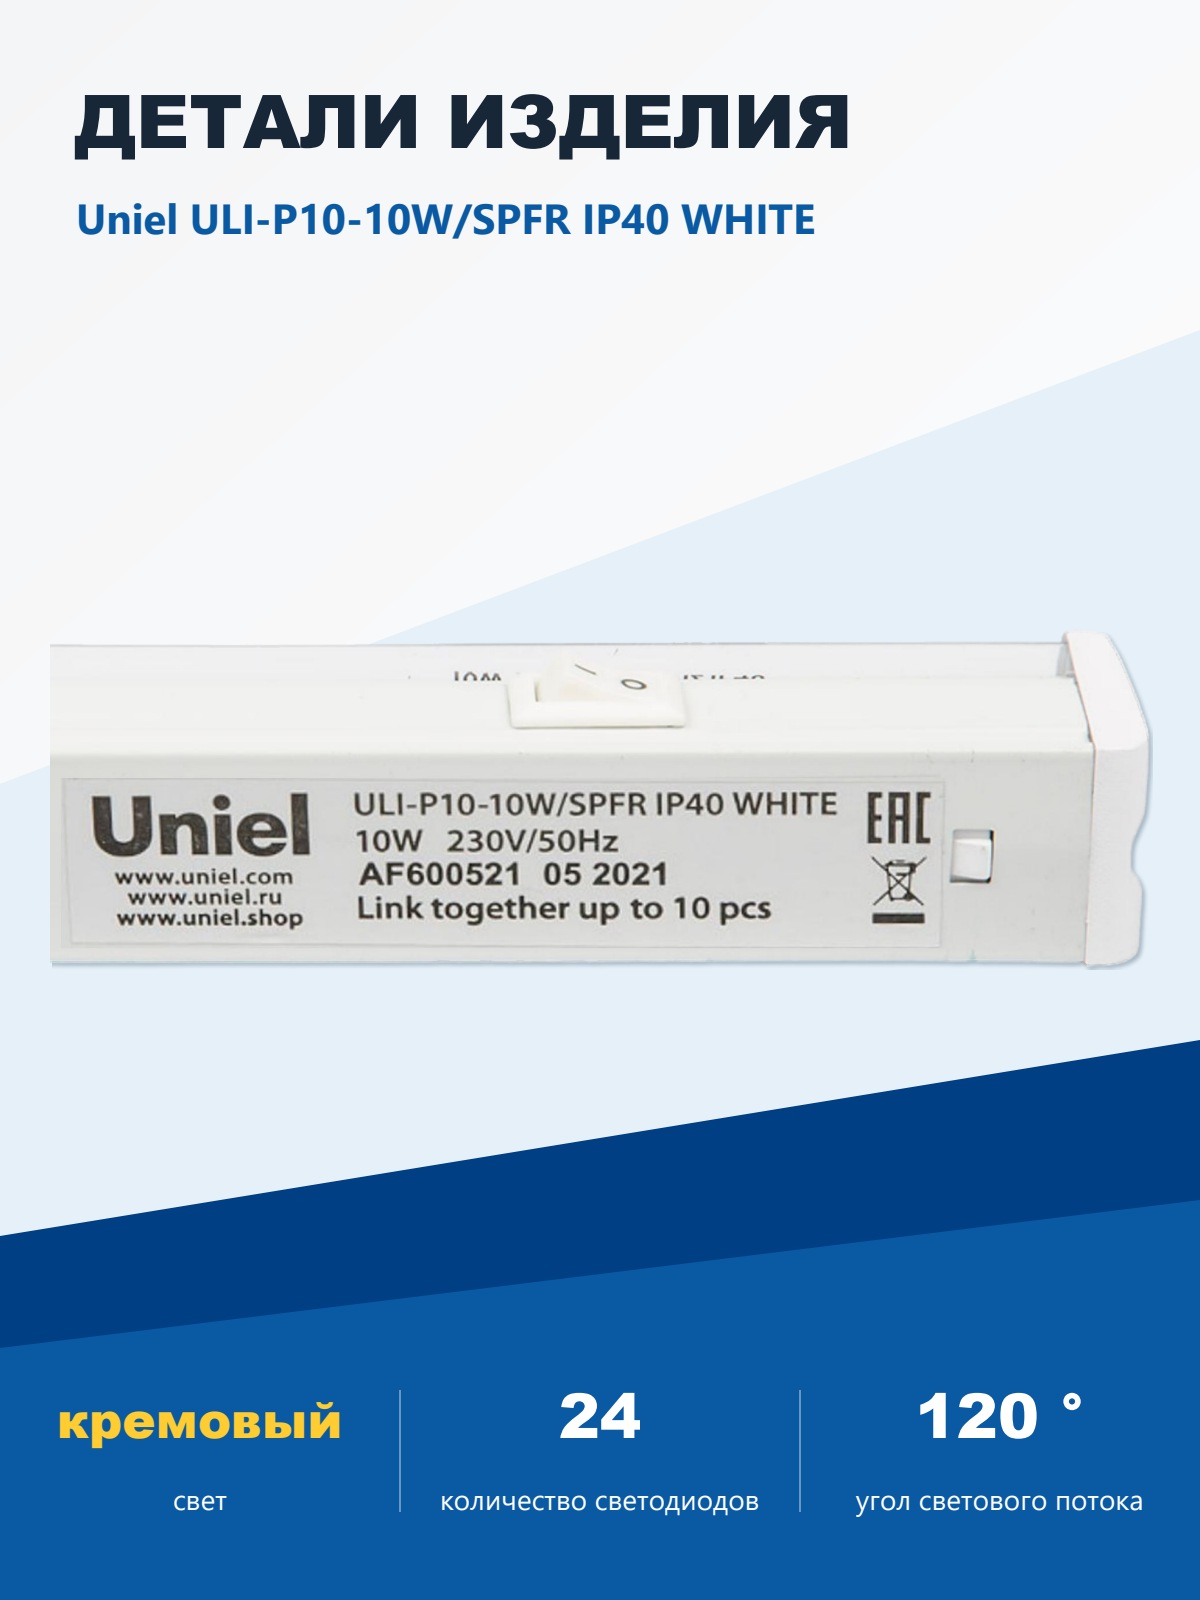 ДЕТАЛИ ИЗДЕЛИЯ
Uniel ULI-P10-10W/SPFR IP40 WHITE
Uniel
www.uniel.com
www.uniel.ru
www.uniel.shop
ULI-P10-10W/SPFR IP40 WHITE
10W 230V/50Hz
AF600521 05 2021
Link together up to 10 pcs
EAC
кремовый
свет
24
количество светодиодов
120 °
угол светового потока